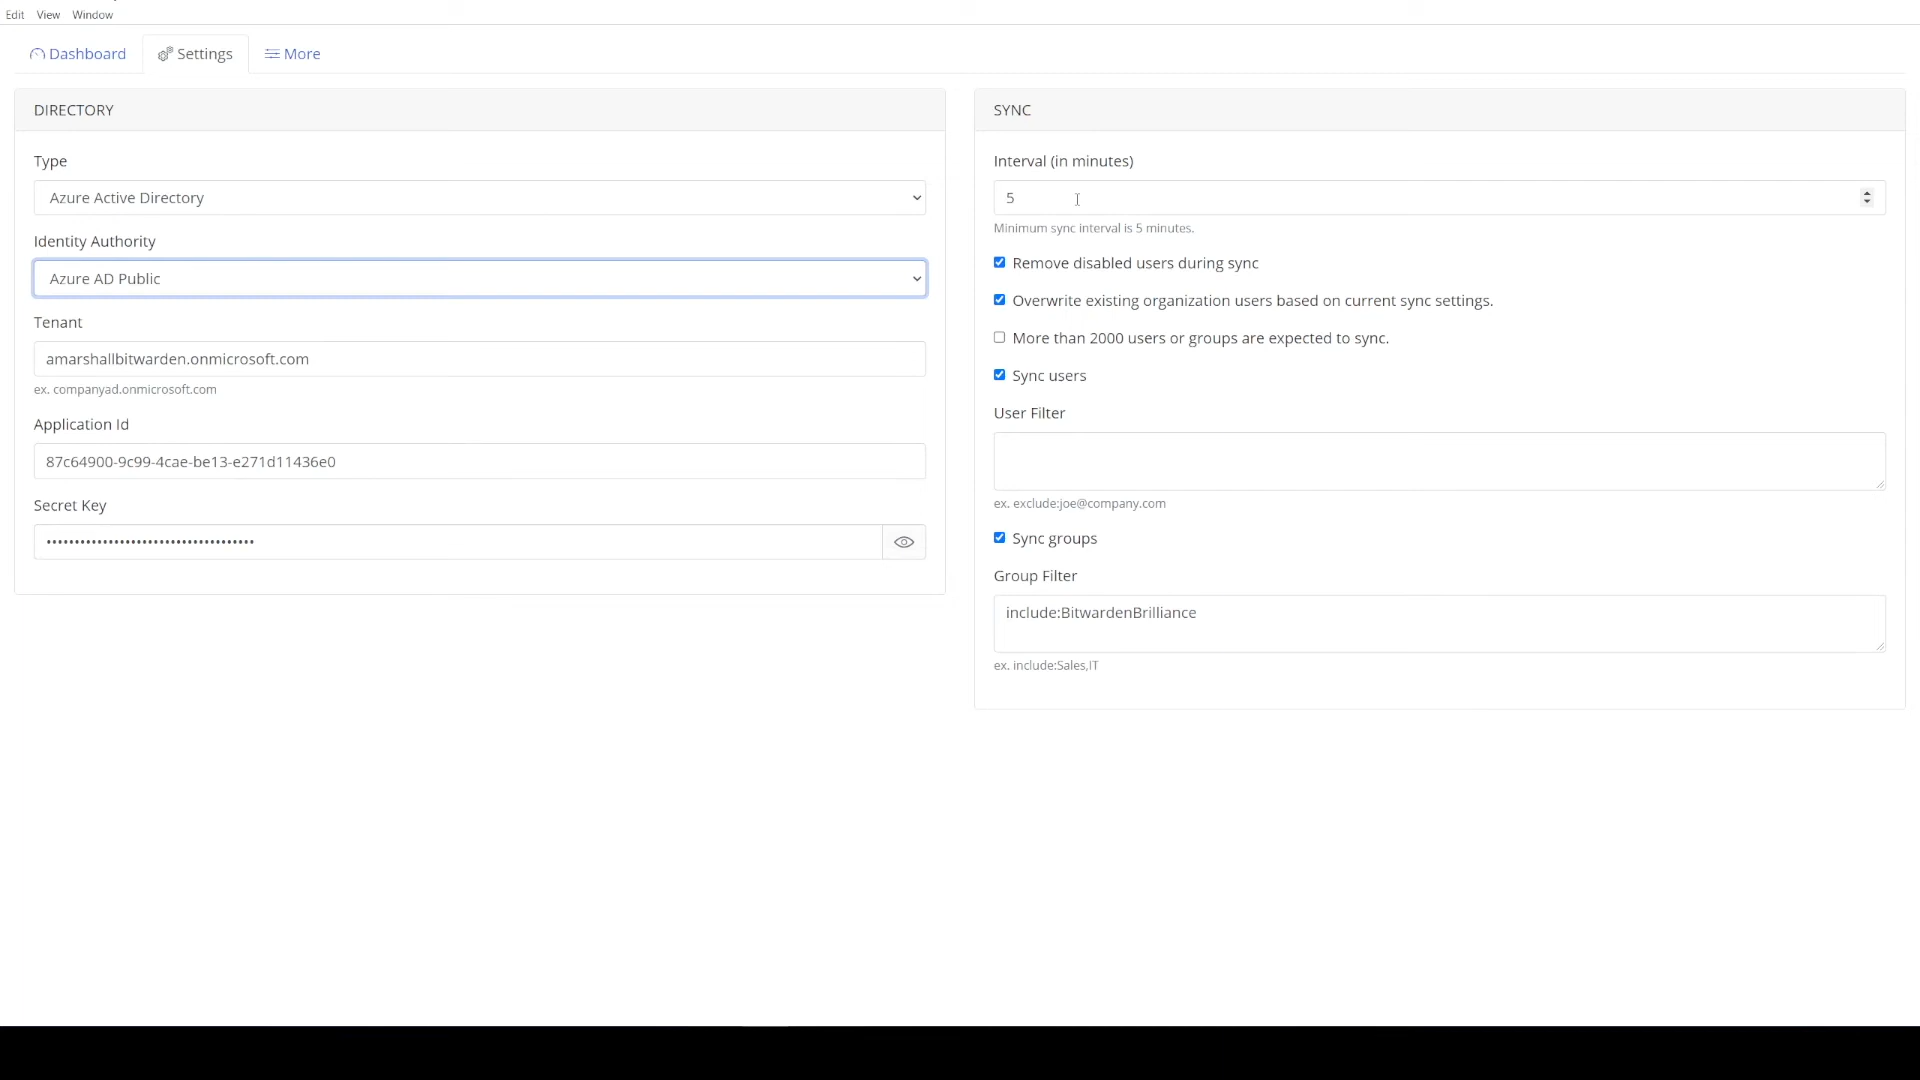 Edit View Window
Dashboard Settings More
DIRECTORY
Type
Azure Active Directory
Identity Authority
Azure AD Public
Tenant
amarshallbitwarden.onmicrosoft.com
ex. companyad.onmicrosoft.com
Application Id
87c64900-9c99-4cae-be13-e271d11436e0
Secret Key
•••••••••••••••••••••••••••••••••••••
SYNC
Interval (in minutes)
5
Minimum sync interval is 5 minutes.
Remove disabled users during sync
Overwrite existing organization users based on current sync settings.
More than 2000 users or groups are expected to sync.
Sync users
User Filter
ex. exclude:joe@company.com
Sync groups
Group Filter
include:BitwardenBrilliance
ex. include:Sales,IT